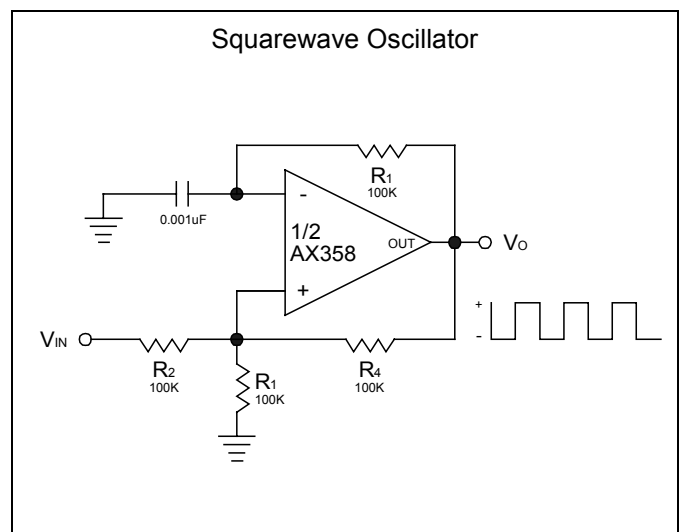 Squarewave Oscillator
R1
100K
0.001uF
-
1/2
AX358
OUT
VO
+
+
-
VIN
R2
100K
R1
100K
R4
100K